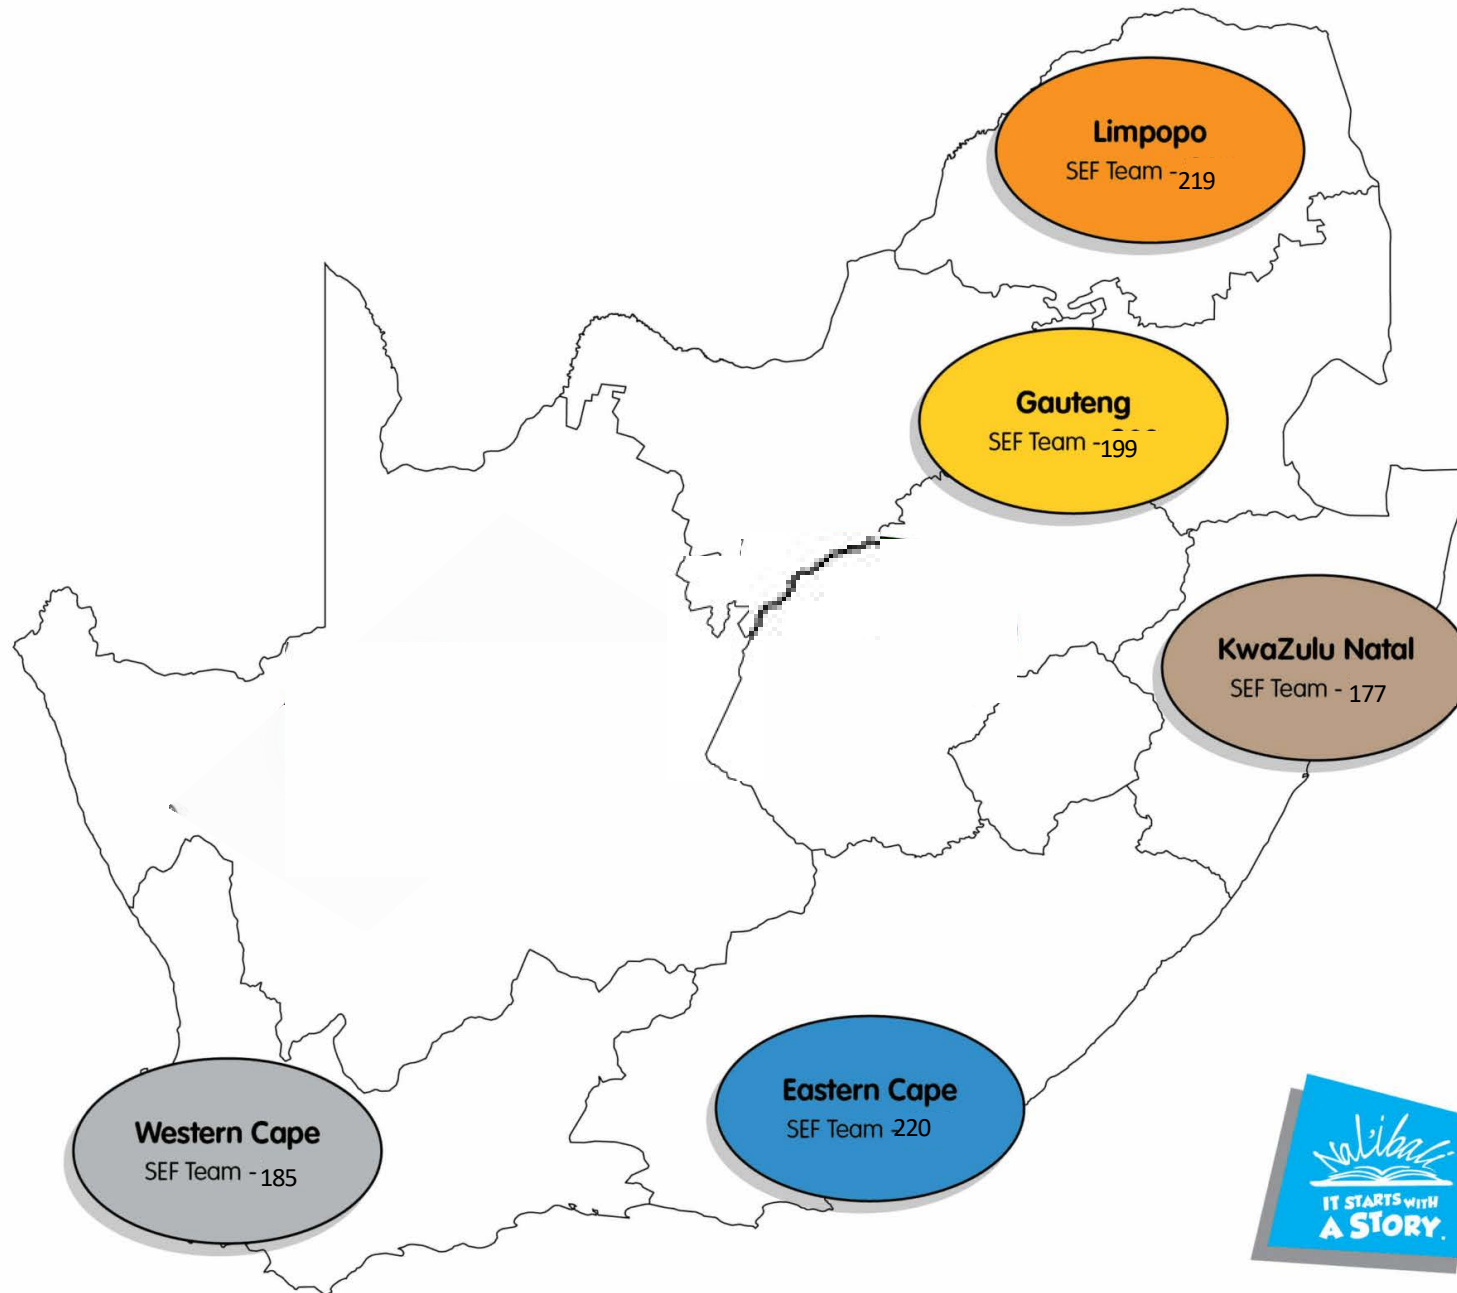 Limpopo
SEF Team - 219
Gauteng
SEF Team - 199
KwaZulu Natal
SEF Team - 177
Eastern Cape
SEF Team - 220
Western Cape
SEF Team - 185
Nal'ibali
IT STARTS WITH
A STORY.